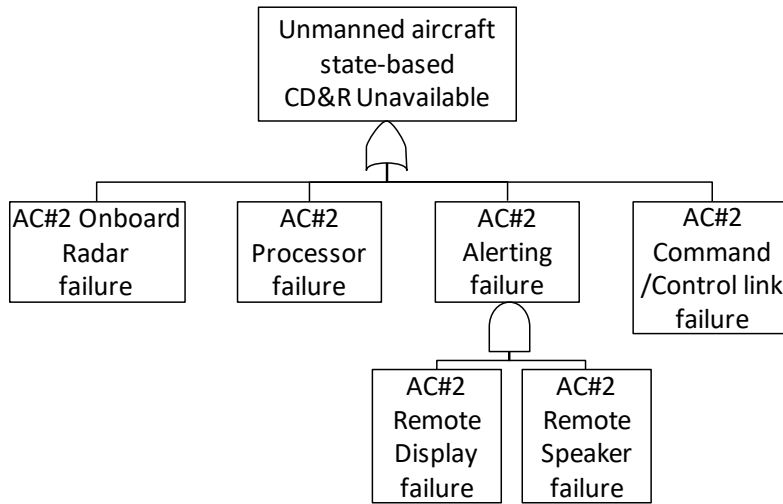 Unmanned aircraft
state-based
CD&R Unavailable
AC#2 Onboard
Radar
failure
AC#2
Processor
failure
AC#2
Alerting
failure
AC#2
Command
/Control link
failure
AC#2
Remote
Display
failure
AC#2
Remote
Speaker
failure